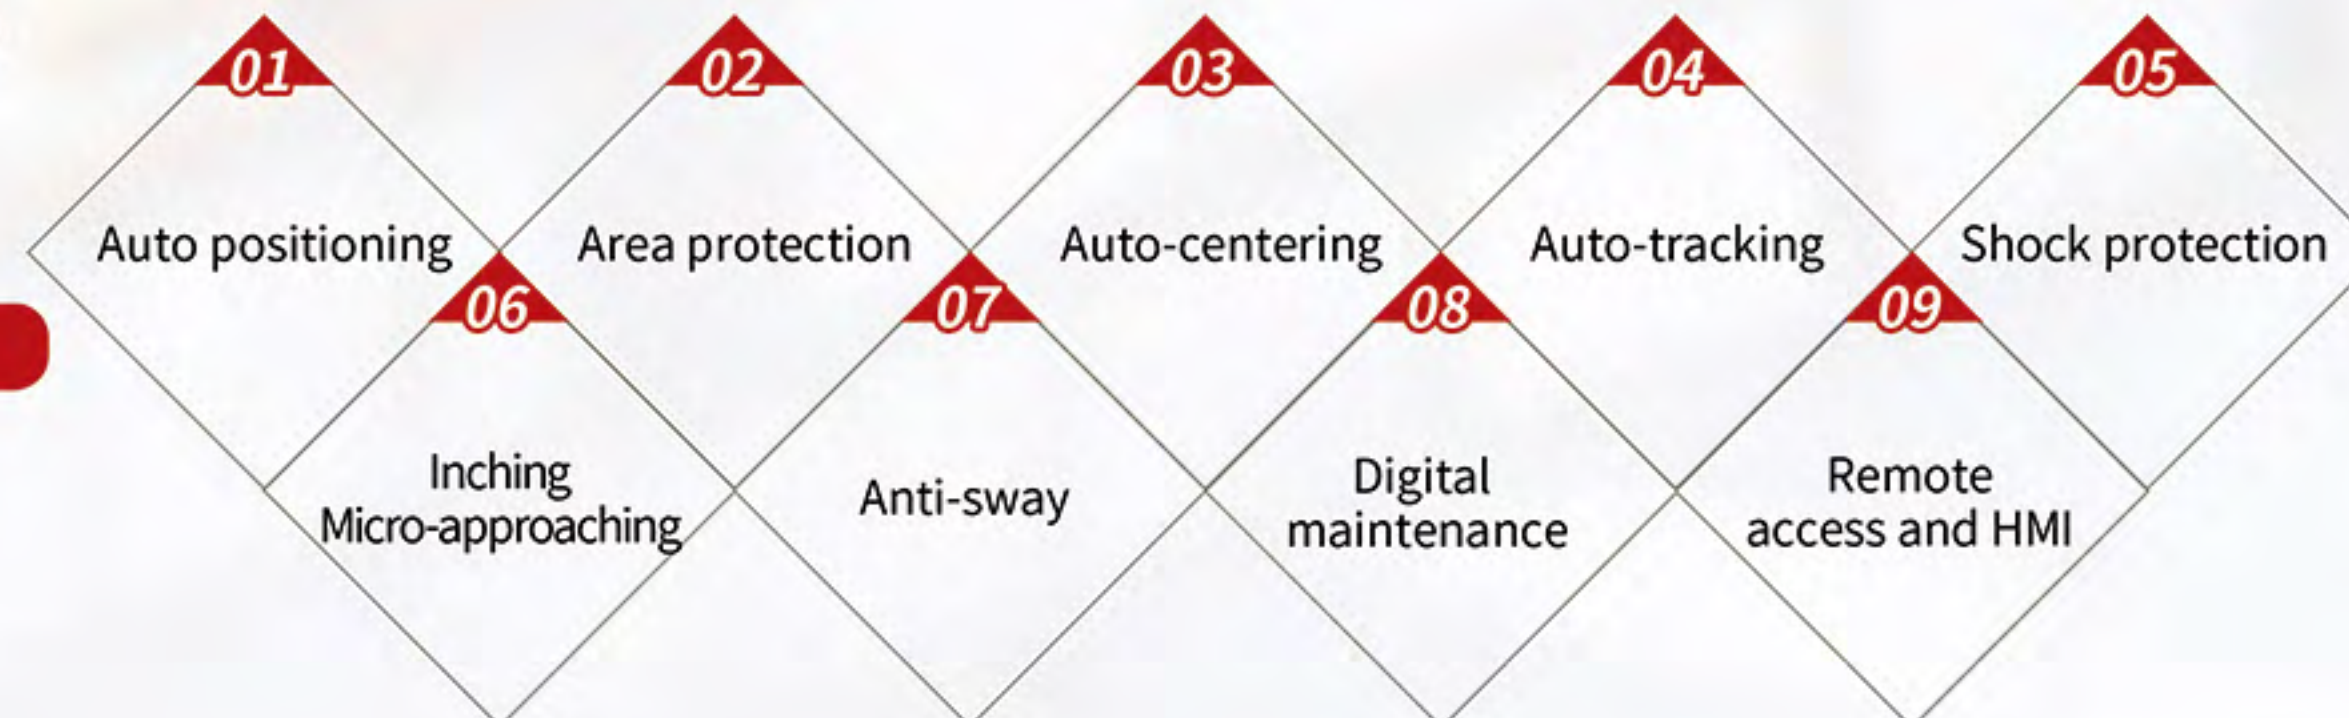 01
Auto positioning
02
Area protection
03
Auto-centering
04
Auto-tracking
05
Shock protection
06
Inching
Micro-approaching
07
Anti-sway
08
Digital
maintenance
09
Remote
access and HMI